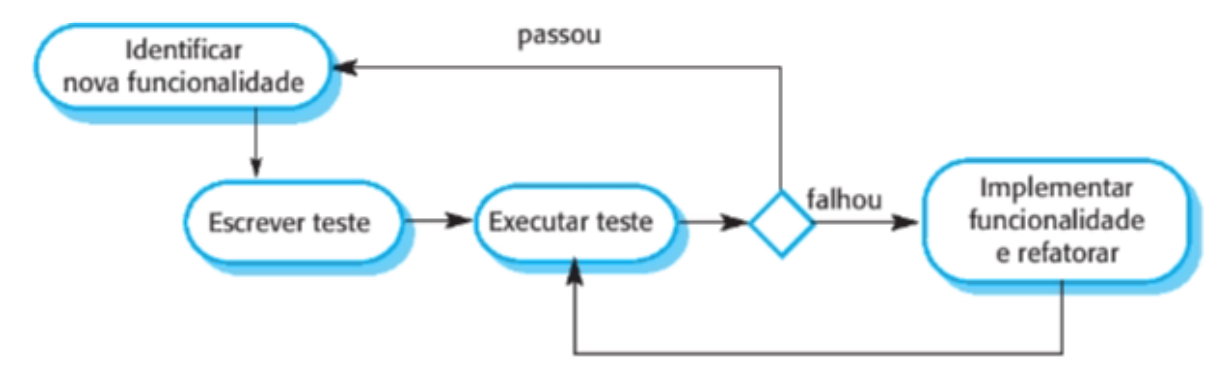 Identificar
nova funcionalidade
passou
Escrever teste
Executar teste
falhou
Implementar
funcionalidade
e refatorar